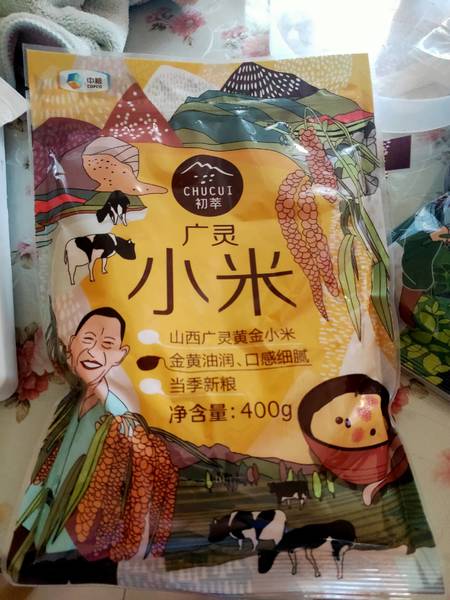 中粮
COFCO
CHUCUI
初萃
广灵
小米
山西广灵黄金小米
金黄油润、口感细腻
当季新粮
净含量: 400g